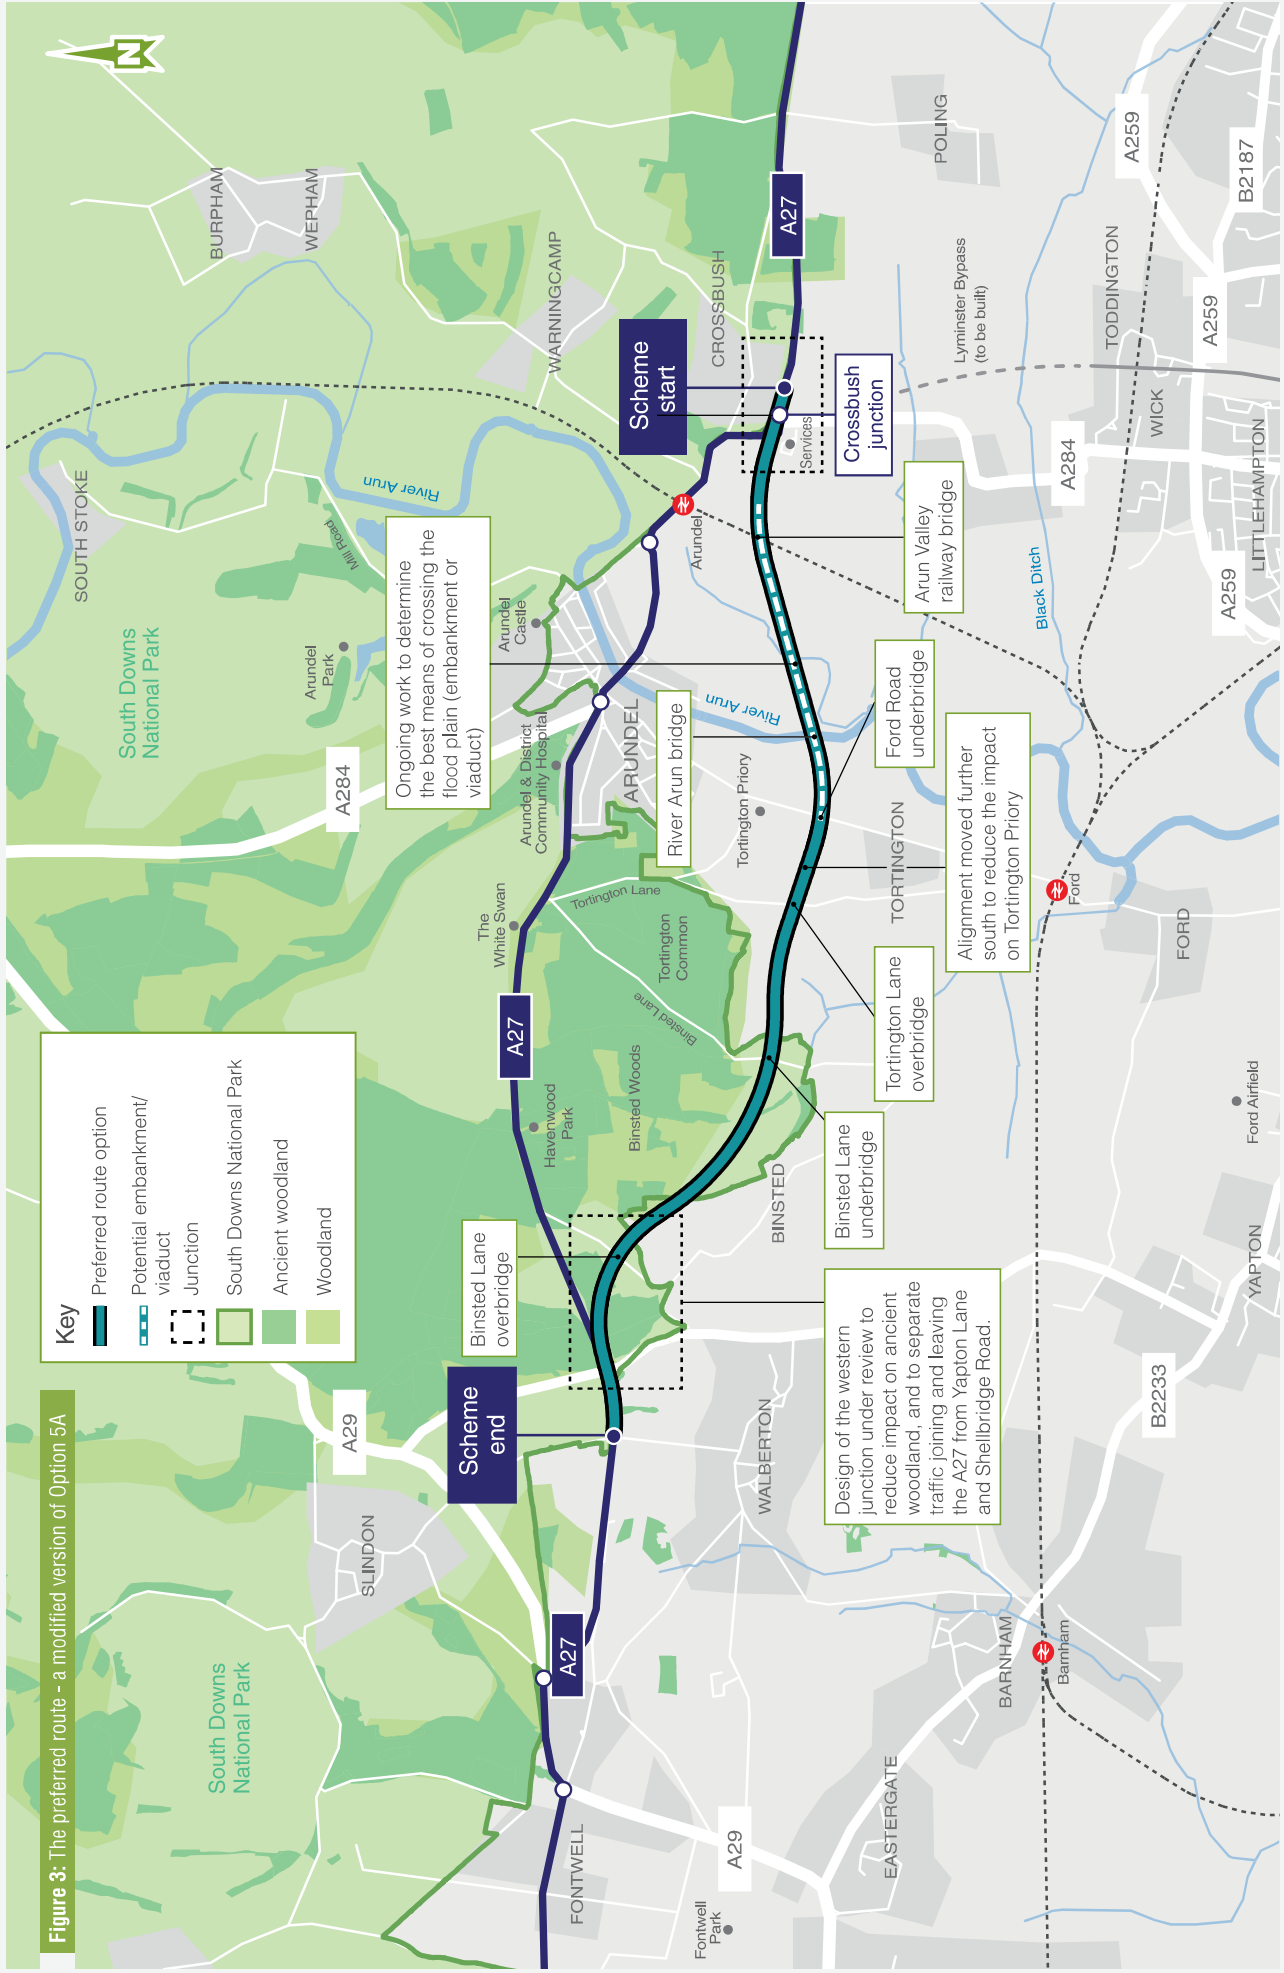 Figure 3: The preferred route - a modified version of Option 5A
Key
Preferred route option
Potential embankment/
viaduct
Junction
South Downs National Park
Ancient woodland
Woodland
N
South Downs
National Park
South Downs
National Park
SOUTH STOKE
BURPHAM
WEPHAM
WARNINGCAMP
CROSSBUSH
POLING
Arundel
Park
Mill Road
River Arun
A284
A29
SLINDON
Ongoing work to determine
the best means of crossing the
flood plain (embankment or
viaduct)
Arundel
Castle
Arundel & District
Community Hospital
ARUNDEL
Arundel
The
White Swan
A27
Havenwood
Park
Binsted Woods
Binsted Lane
Tortington Lane
Tortington
Common
Tortington Priory
River Arun bridge
River Arun
Scheme
start
A27
Crossbush
junction
Services
Lyminster Bypass
(to be built)
Arun Valley
railway bridge
Ford Road
underbridge
Alignment moved further
south to reduce the impact
on Tortington Priory
TORTINGTON
Tortington Lane
overbridge
Binsted Lane
underbridge
BINSTED
Binsted Lane
overbridge
Scheme
end
Design of the western
junction under review to
reduce impact on ancient
woodland, and to separate
traffic joining and leaving
the A27 from Yapton Lane
and Shellbridge Road.
A27
FONTWELL
Fontwell
Park
A29
WALBERTON
EASTERGATE
BARNHAM
Barnham
B2233
YAPTON
Ford Airfield
FORD
Ford
Black Ditch
A284
WICK
TODDINGTON
LITTLEHAMPTON
A259
A259
A259
B2187